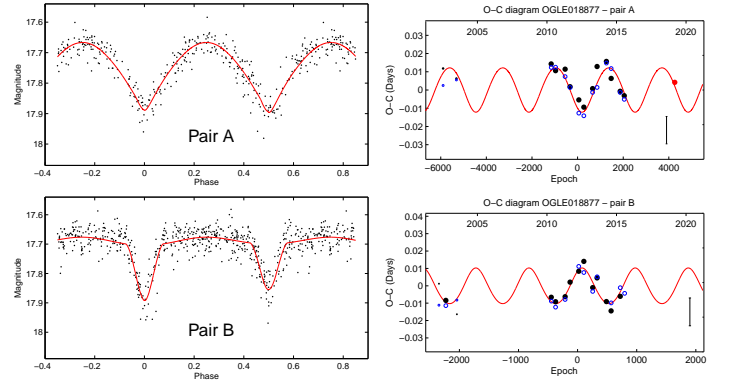 17.6
17.7
17.8
17.9
18
Magnitude
Pair A
−0.4 −0.2 0 0.2 0.4 0.6 0.8
Phase
O−C diagram OGLE018877 − pair A
2005 2010 2015 2020
0.03
0.02
0.01
0
−0.01
−0.02
−0.03
O−C (Days)
−6000 −4000 −2000 0 2000 4000
Epoch
17.6
17.7
17.8
17.9
18
Magnitude
Pair B
−0.4 −0.2 0 0.2 0.4 0.6 0.8
Phase
O−C diagram OGLE018877 − pair B
2005 2010 2015 2020
0.04
0.03
0.02
0.01
0
−0.01
−0.02
−0.03
O−C (Days)
−2000 −1000 0 1000 2000
Epoch